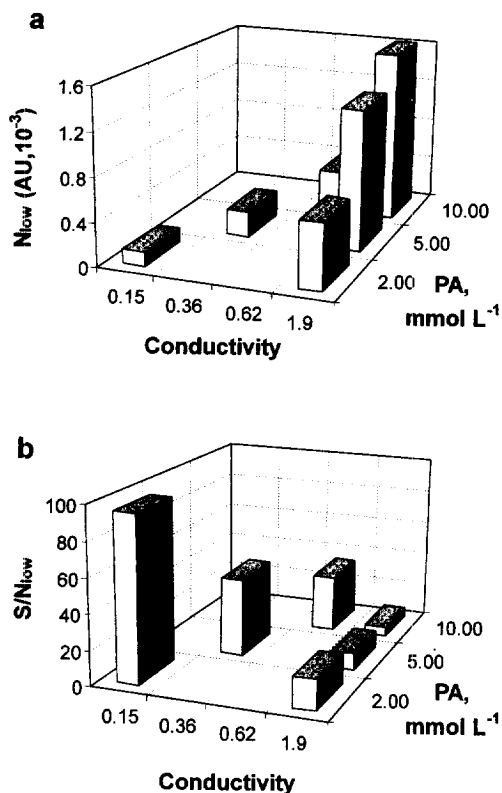 a
N_low (AU,10⁻³)
1.6
1.2
0.8
0.4
0
0.15
0.36
0.62
1.9
Conductivity
2.00
5.00
10.00
PA,
mmol L⁻¹
b
S/N_low
100
80
60
40
20
0
0.15
0.36
0.62
1.9
Conductivity
2.00
5.00
10.00
PA,
mmol L⁻¹